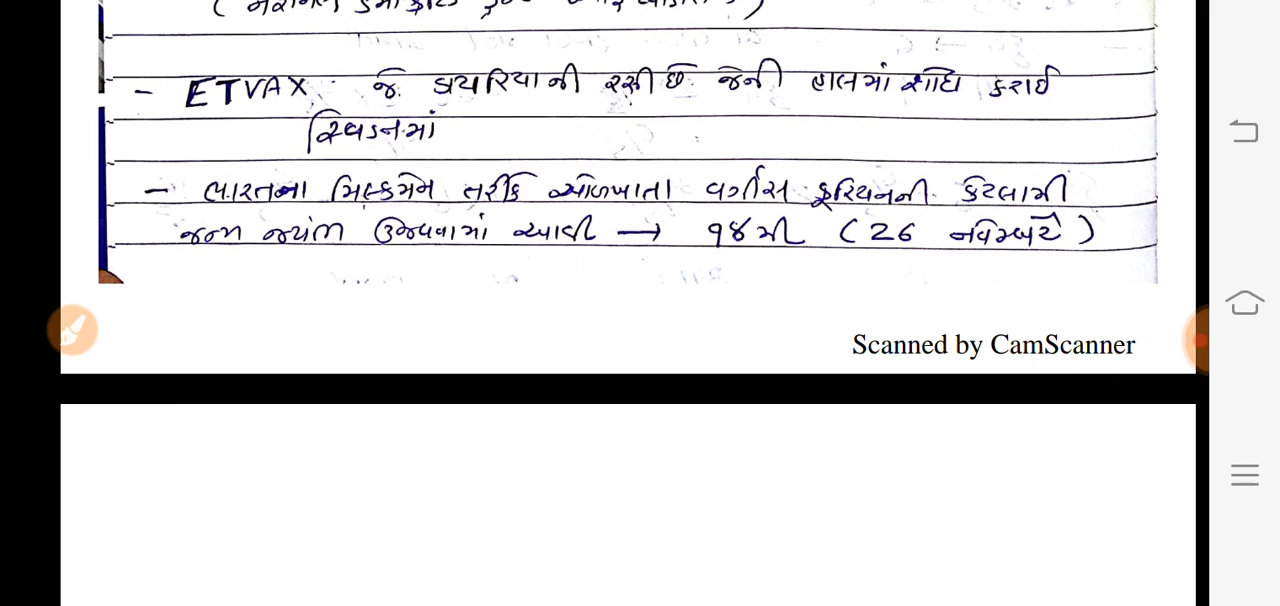 - ETVAX જે ડાયરિયાની રસી છે જેની હાલમાં શોધ કરાઈ
સ્વિડનમાં
- ભારતના મિલ્કમેન તરીકે ઓળખાતા વર્ગીસ કુરિયનની કેટલામી
જન્મ જયંતિ ઉજવવામાં આવી → ૧૪મી (26 નવેમ્બરે)
Scanned by CamScanner